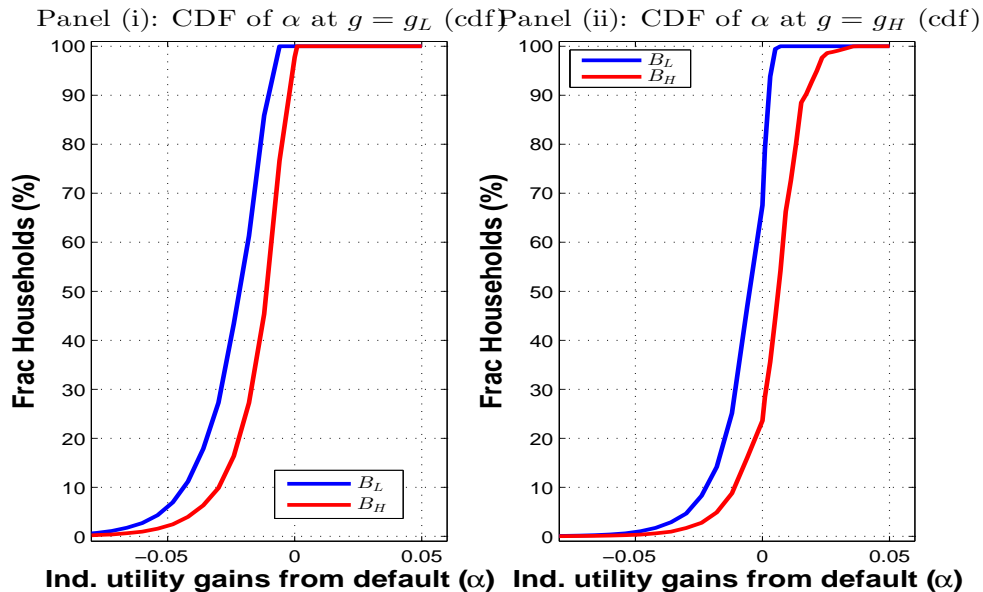 Panel (i): CDF of α at g = g_L (cdf)
Panel (ii): CDF of α at g = g_H (cdf)
Frac Households (%)
100
90
80
70
60
50
40
30
20
10
0
B_L
B_H
−0.05
0
0.05
Ind. utility gains from default (α)
Frac Households (%)
100
90
80
70
60
50
40
30
20
10
0
B_L
B_H
−0.05
0
0.05
Ind. utility gains from default (α)